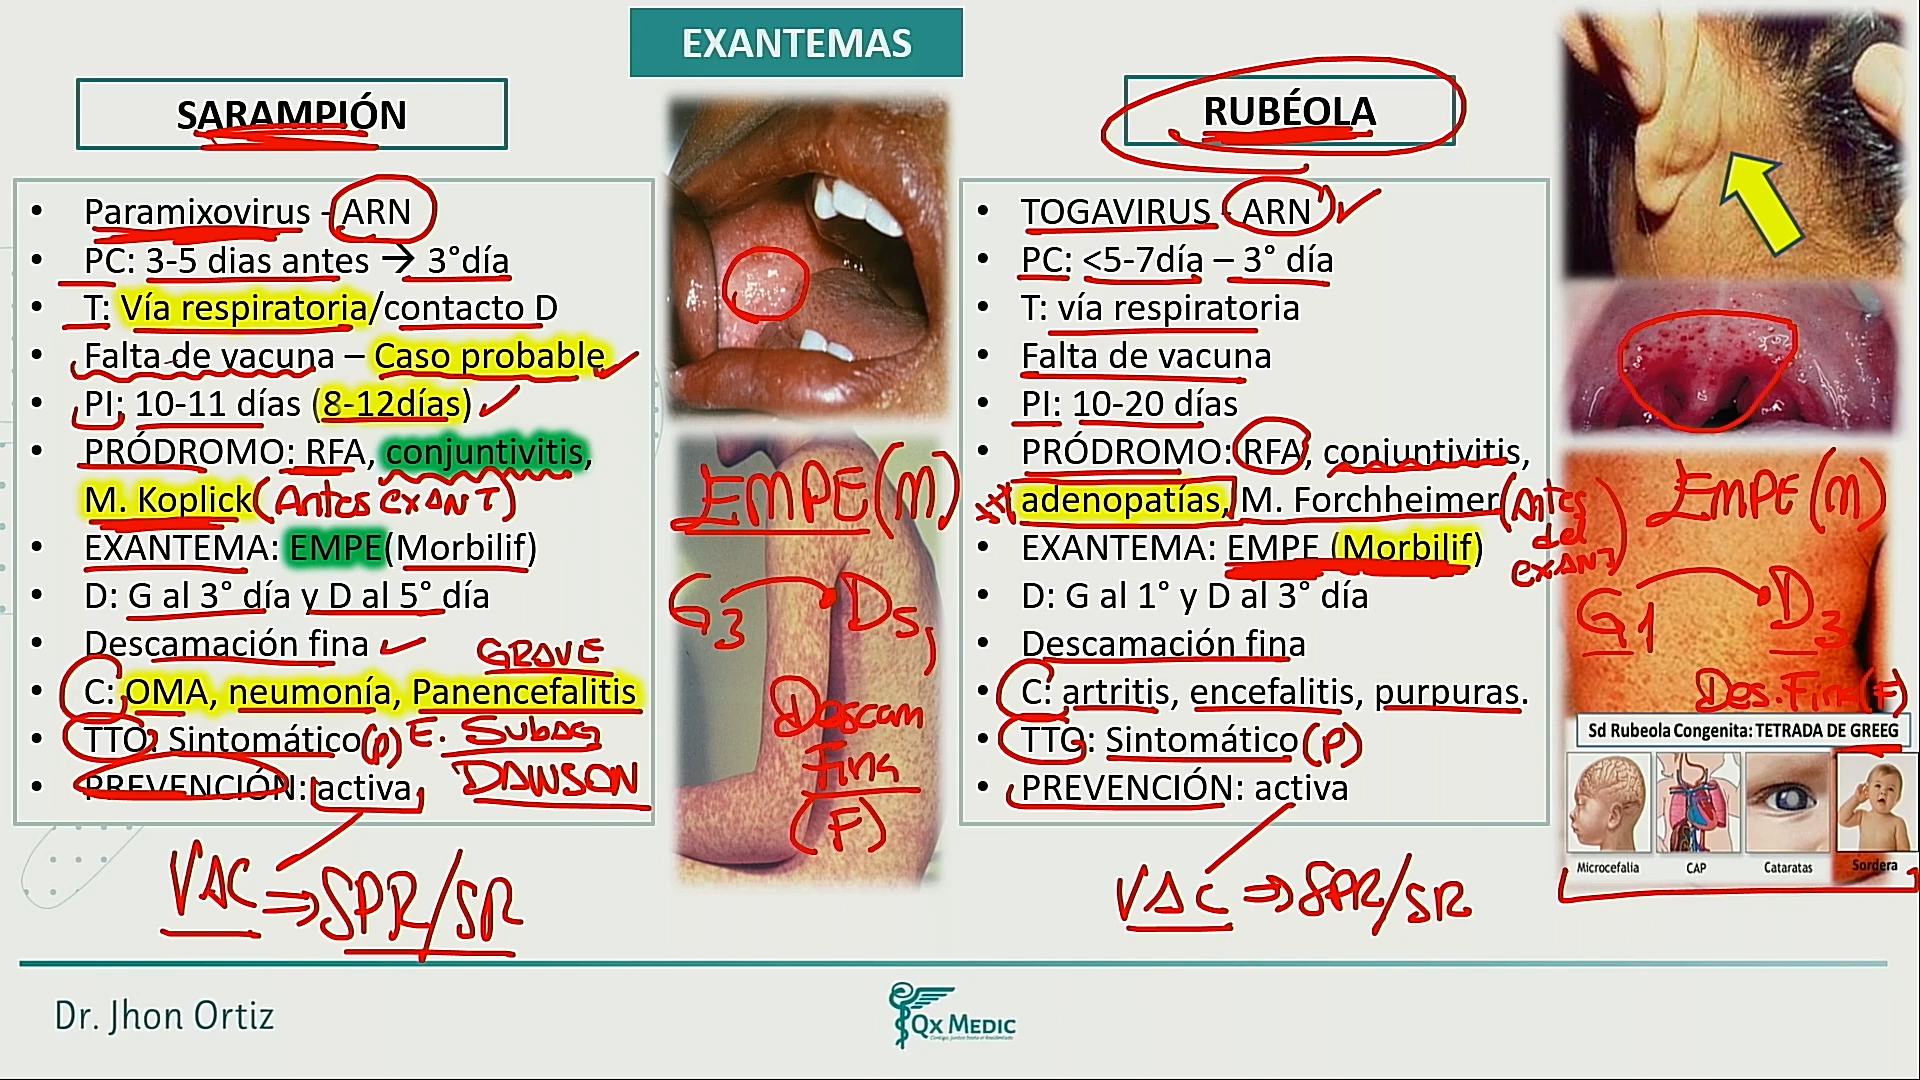 EXANTEMAS
SARAMPIÓN
• Paramixovirus - ARN
• PC: 3-5 dias antes → 3°día
• T: Vía respiratoria/contacto D
• Falta de vacuna – Caso probable
• PI: 10-11 días (8-12días)
• PRÓDROMO: RFA, conjuntivitis,
M. Koplick (Antes EXANT)
• EXANTEMA: EMPE(Morbilif)
• D: G al 3° día y D al 5° día
• Descamación fina
GRAVE
• C: OMA, neumonía, Panencefalitis
• TTO: Sintomático (P) E. Subag
• PREVENCIÓN: activa, DAWSON
VAC ⇒ SPR/SR
EMPE (M)
G3 D5,
Descam
Fina
(F)
RUBÉOLA
• TOGAVIRUS - ARN
• PC: <5-7día – 3° día
• T: vía respiratoria
• Falta de vacuna
• PI: 10-20 días
• PRÓDROMO: RFA, conjuntivitis,
adenopatías, M. Forchheimer (Antes
del
EXANT)
• EXANTEMA: EMPE (Morbilif)
• D: G al 1° y D al 3° día
• Descamación fina
• C: artritis, encefalitis, purpuras.
• TTO: Sintomático (P)
• PREVENCIÓN: activa
VAC ⇒ SPR/SR
EMPE (M)
G1 D3
Des. Fina (F)
Sd Rubeola Congenita: TETRADA DE GREEG
Microcefalia CAP Cataratas Sordera
Dr. Jhon Ortiz
QX MEDIC